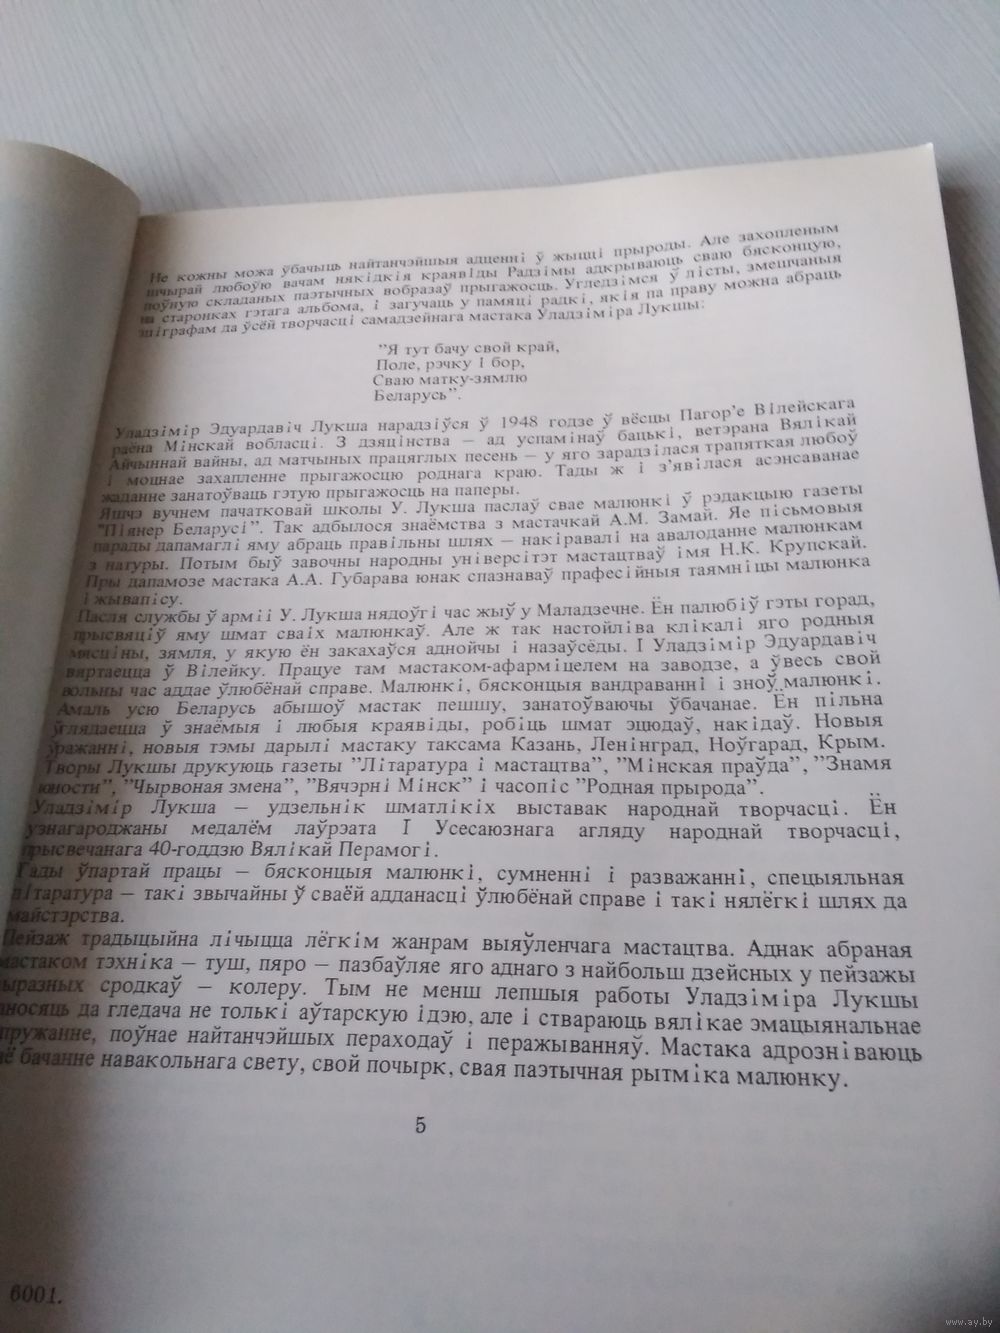 Не кожны можа ўбачыць найтанчэйшыя адценні ў жыцці прыроды. Але захопленым
шчырай любоўю вачам някідкія краявіды Радзімы адкрываюць сваю бясконцую,
поўную складаных паэтычных вобразаў прыгажосць. Угледзімся ў лісты, змешчаныя
на старонках гэтага альбома, і загучаць у памяці радкі, якія па праву можна абраць
эпіграфам да ўсёй творчасці самадзейнага мастака Уладзіміра Лукшы:
"Я тут бачу свой край,
Поле, рэчку і бор,
Сваю матку-зямлю
Беларусь".
Уладзімір Эдуардавіч Лукша нарадзіўся ў 1948 годзе ў вёсцы Пагор'е Вілейскага
раёна Мінскай вобласці. З дзяцінства — ад успамінаў бацькі, ветэрана Вялікай
Айчыннай вайны, ад матчыных працяглых песень — у яго зарадзілася трапяткая любоў
і моцнае захапленне прыгажосцю роднага краю. Тады ж і з'явілася асэнсаванае
жаданне занатоўваць гэтую прыгажосць на паперы.
Яшчэ вучнем пачатковай школы У. Лукша паслаў свае малюнкі ў рэдакцыю газеты
"Піянер Беларусі". Так адбылося знаёмства з мастачкай А.М. Замай. Яе пісьмовыя
парады дапамаглі яму абраць правільны шлях — накіравалі на авалоданне малюнкам
з натуры. Потым быў завочны народны універсітэт мастацтваў імя Н.К. Крупскай.
Пры дапамозе мастака А.А. Губарава юнак спазнаваў прафесійныя таямніцы малюнка
і жывапісу.
Пасля службы ў арміі У. Лукша нядоўгі час жыў у Маладзечне. Ён палюбіў гэты горад,
прысвяціў яму шмат сваіх малюнкаў. Але ж так настойліва клікалі яго родныя
мясціны, зямля, у якую ён закахаўся аднойчы і назаўсёды. І Уладзімір Эдуардавіч
вяртаецца ў Вілейку. Працуе там мастаком-афарміцелем на заводзе, а ўвесь свой
вольны час аддае ўлюбёнай справе. Малюнкі, бясконцыя вандраванні і зноў малюнкі.
Амаль усю Беларусь абышоў мастак пешшу, занатоўваючы ўбачанае. Ён пільна
ўглядаецца ў знаёмыя і любыя краявіды, робіць шмат эцюдаў, накідаў. Новыя
ўражанні, новыя тэмы дарылі мастаку таксама Казань, Ленінград, Ноўгарад, Крым.
Творы Лукшы друкуюць газеты "Літаратура і мастацтва", "Мінская праўда", "Знамя
юности", "Чырвоная змена", "Вячэрні Мінск" і часопіс "Родная прырода".
Уладзімір Лукша — удзельнік шматлікіх выставак народнай творчасці. Ён
узнагароджаны медалём лаўрэата І Усесаюзнага агляду народнай творчасці,
прысвечанага 40-годдзю Вялікай Перамогі.
Гады ўпартай працы — бясконцыя малюнкі, сумненні і разважанні, спецыяльная
літаратура — такі звычайны ў сваёй адданасці ўлюбёнай справе і такі нялёгкі шлях да
майстэрства.
Пейзаж традыцыйна лічыцца лёгкім жанрам выяўленчага мастацтва. Аднак абраная
мастаком тэхніка — туш, пяро — пазбаўляе яго аднаго з найбольш дзейсных у пейзажы
выразных сродкаў — колеру. Тым не менш лепшыя работы Уладзіміра Лукшы
данносяць да гледача не толькі аўтарскую ідэю, але і ствараюць вялікае эмацыянальнае
напружанне, поўнае найтанчэйшых пераходаў і перажыванняў. Мастака адрозніваюць
бачанне навакольнага свету, свой почырк, свая паэтычная рытміка малюнку.
5
6001.
www.ay.by